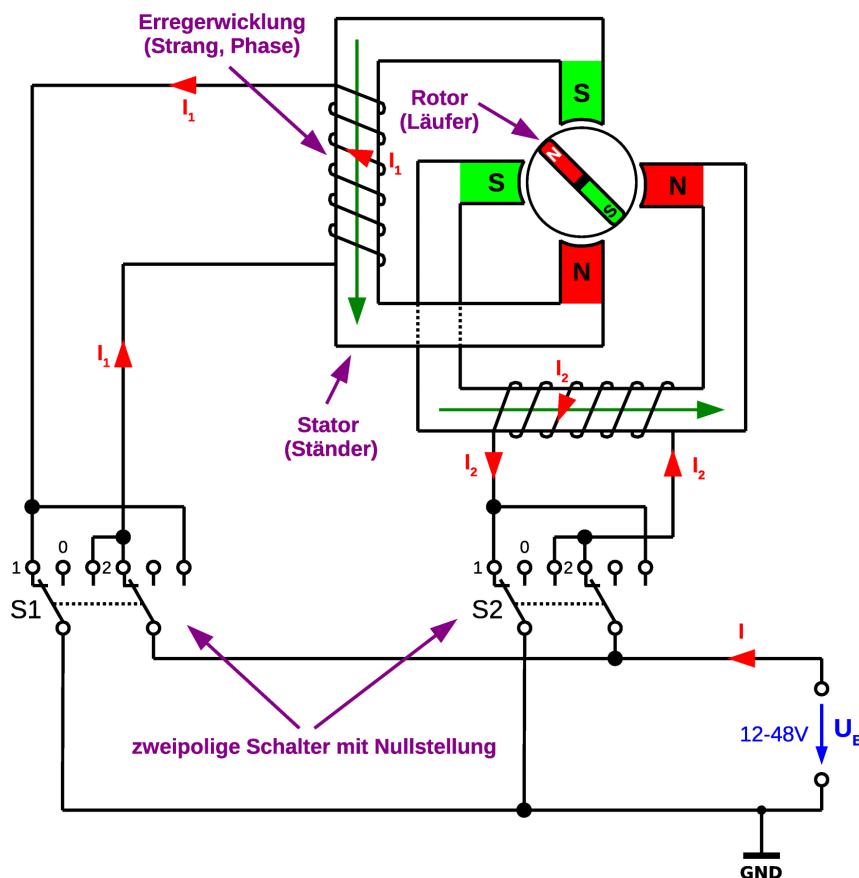 Erregerwicklung
(Strang, Phase)
I1
Rotor
(Läufer)
S
N
S
I1
S
N
N
I1
I2
Stator
(Ständer)
I2
I2
0
0
1
2
1
2
S1
S2
I
zweipolige Schalter mit Nullstellung
12-48V
UB
GND